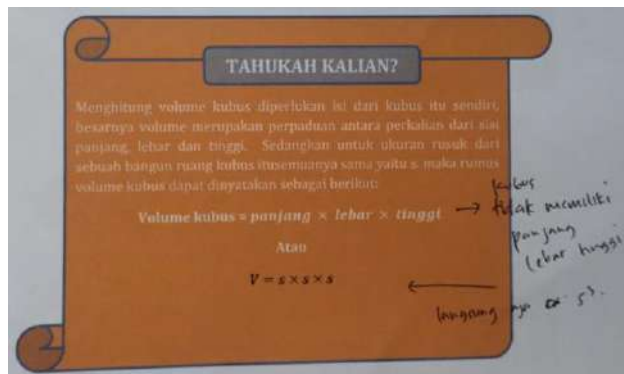 TAHUKAH KALIAN?
Menghitung volume kubus diperlukan isi dari kubus itu sendiri,
besarnya volume merupakan perpaduan antara perkalian dari sisi
panjang, lebar dan tinggi. Sedangkan untuk ukuran rusuk dari
sebuah bangun ruang kubus itusemuanya sama yaitu s. maka rumus
volume kubus dapat dinyatakan sebagai berikut:
Volume kubus = panjang × lebar × tinggi
Atau
V = s × s × s
→ kubus
tidak memiliki
panjang
lebar tinggi
←
langsung aja s³.